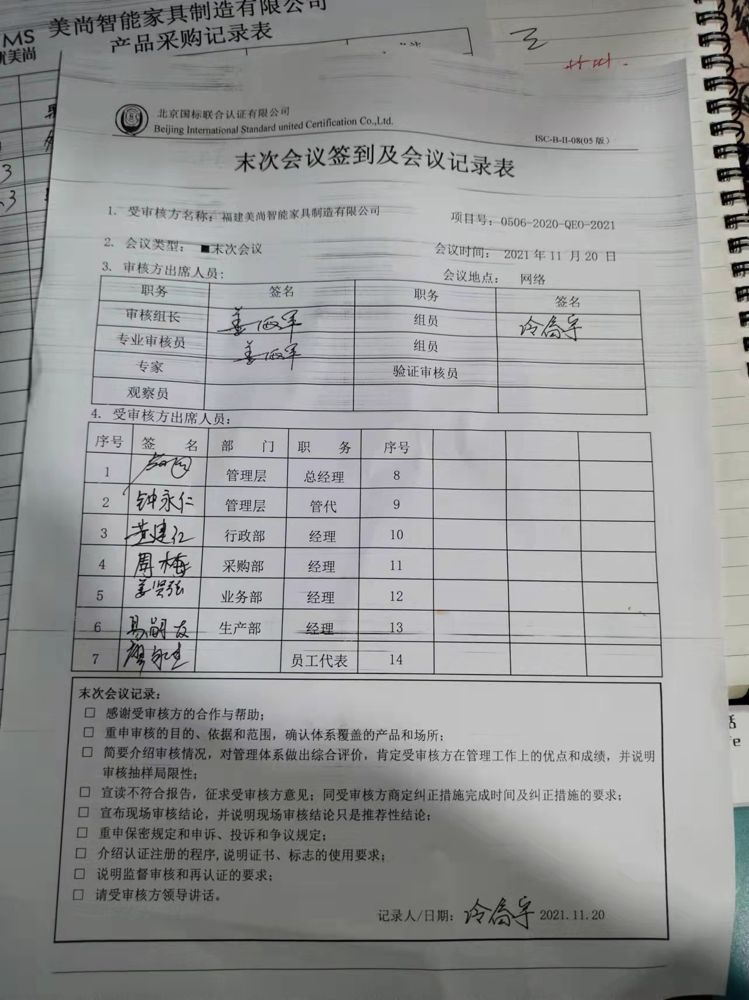 美尚智能家具制造有限公司
产品采购记录表
MS
优美尚
北京国标联合认证有限公司
Beijing International Standard united Certification Co.,Ltd.
ISC-B-II-08(05 版)
末次会议签到及会议记录表
1. 受审核方名称：福建美尚智能家具制造有限公司 项目号：0506-2020-QEO-2021
2. 会议类型： ■末次会议 会议时间： 2021 年 11 月 20 日
3. 审核方出席人员： 会议地点： 网络
职务 签名 职务 签名
审核组长 组员
专业审核员 组员
专家 验证审核员
观察员
4. 受审核方出席人员：
序号 签 名 部 门 职 务 序号
1 管理层 总经理 8
2 钟永仁 管理层 管代 9
3 黄建红 行政部 经理 10
4 周梅 采购部 经理 11
5 姜贤强 业务部 经理 12
6 易嗣友 生产部 经理 13
7 员工代表 14
末次会议记录：
□ 感谢受审核方的合作与帮助；
□ 重申审核的目的、依据和范围，确认体系覆盖的产品和场所；
□ 简要介绍审核情况，对管理体系做出综合评价，肯定受审核方在管理工作上的优点和成绩，并说明
审核抽样局限性；
□ 宣读不符合报告，征求受审核方意见；同受审核方商定纠正措施完成时间及纠正措施的要求；
□ 宣布现场审核结论，并说明现场审核结论只是推荐性结论；
□ 重申保密规定和申诉、投诉和争议规定；
□ 介绍认证注册的程序,说明证书、标志的使用要求；
□ 说明监督审核和再认证的要求；
□ 请受审核方领导讲话。
记录人/日期： 2021.11.20